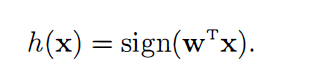 h(x) = sign(wᵀx).